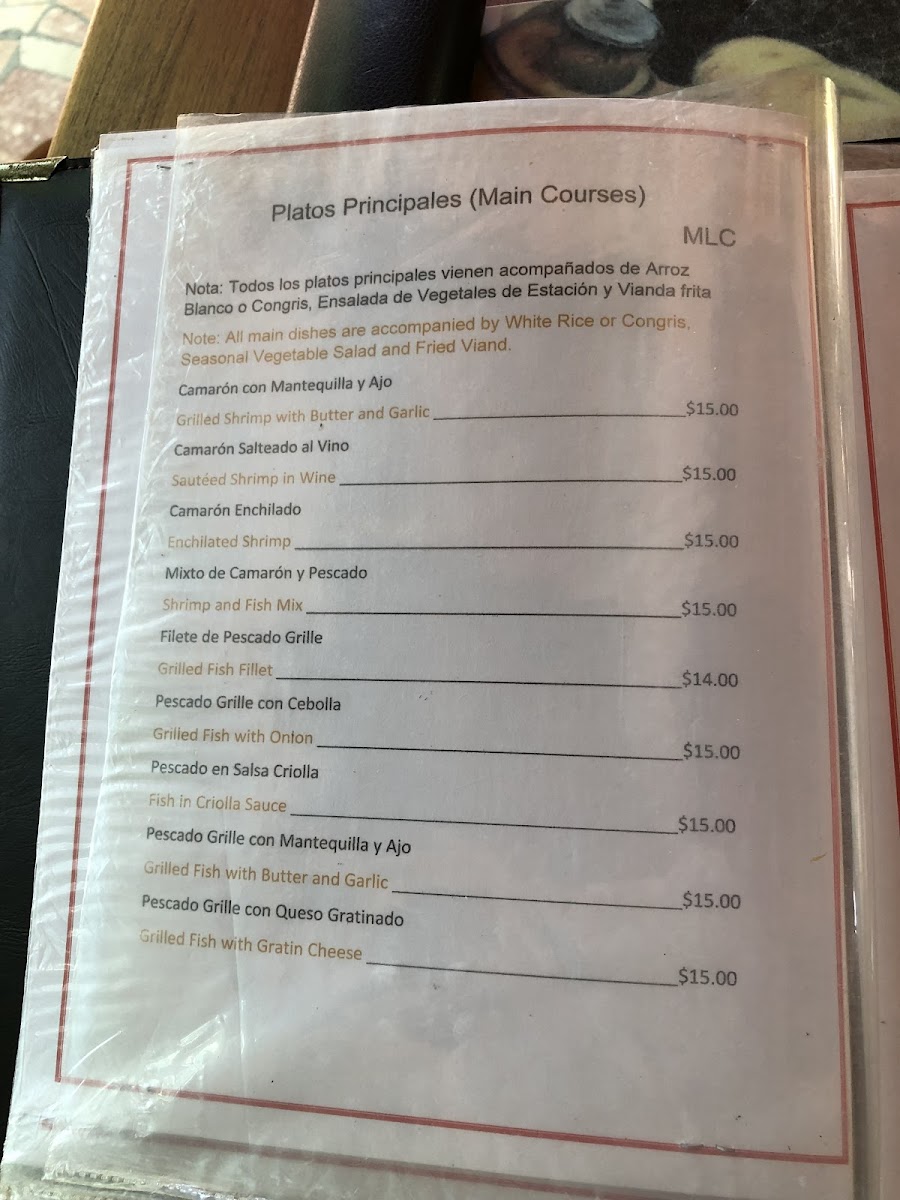 Platos Principales (Main Courses)
MLC
Nota: Todos los platos principales vienen acompañados de Arroz
Blanco o Congris, Ensalada de Vegetales de Estación y Vianda frita
Note: All main dishes are accompanied by White Rice or Congris,
Seasonal Vegetable Salad and Fried Viand.
Camarón con Mantequilla y Ajo
Grilled Shrimp with Butter and Garlic $15.00
Camarón Salteado al Vino
Sautéed Shrimp in Wine $15.00
Camarón Enchilado
Enchilated Shrimp $15.00
Mixto de Camarón y Pescado
Shrimp and Fish Mix $15.00
Filete de Pescado Grille
Grilled Fish Fillet $14.00
Pescado Grille con Cebolla
Grilled Fish with Onion $15.00
Pescado en Salsa Criolla
Fish in Criolla Sauce $15.00
Pescado Grille con Mantequilla y Ajo
Grilled Fish with Butter and Garlic $15.00
Pescado Grille con Queso Gratinado
Grilled Fish with Gratin Cheese $15.00